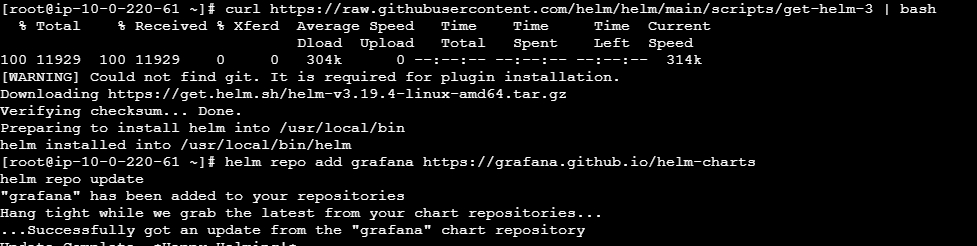 [root@ip-10-0-220-61 ~]# curl https://raw.githubusercontent.com/helm/helm/main/scripts/get-helm-3 | bash
% Total % Received % Xferd Average Speed Time Time Time Current
Dload Upload Total Spent Left Speed
100 11929 100 11929 0 0 304k 0 --:--:-- --:--:-- --:--:-- 314k
[WARNING] Could not find git. It is required for plugin installation.
Downloading https://get.helm.sh/helm-v3.19.4-linux-amd64.tar.gz
Verifying checksum... Done.
Preparing to install helm into /usr/local/bin
helm installed into /usr/local/bin/helm
[root@ip-10-0-220-61 ~]# helm repo add grafana https://grafana.github.io/helm-charts
helm repo update
"grafana" has been added to your repositories
Hang tight while we grab the latest from your chart repositories...
...Successfully got an update from the "grafana" chart repository
Update Complete. ⎈Happy Helming!⎈